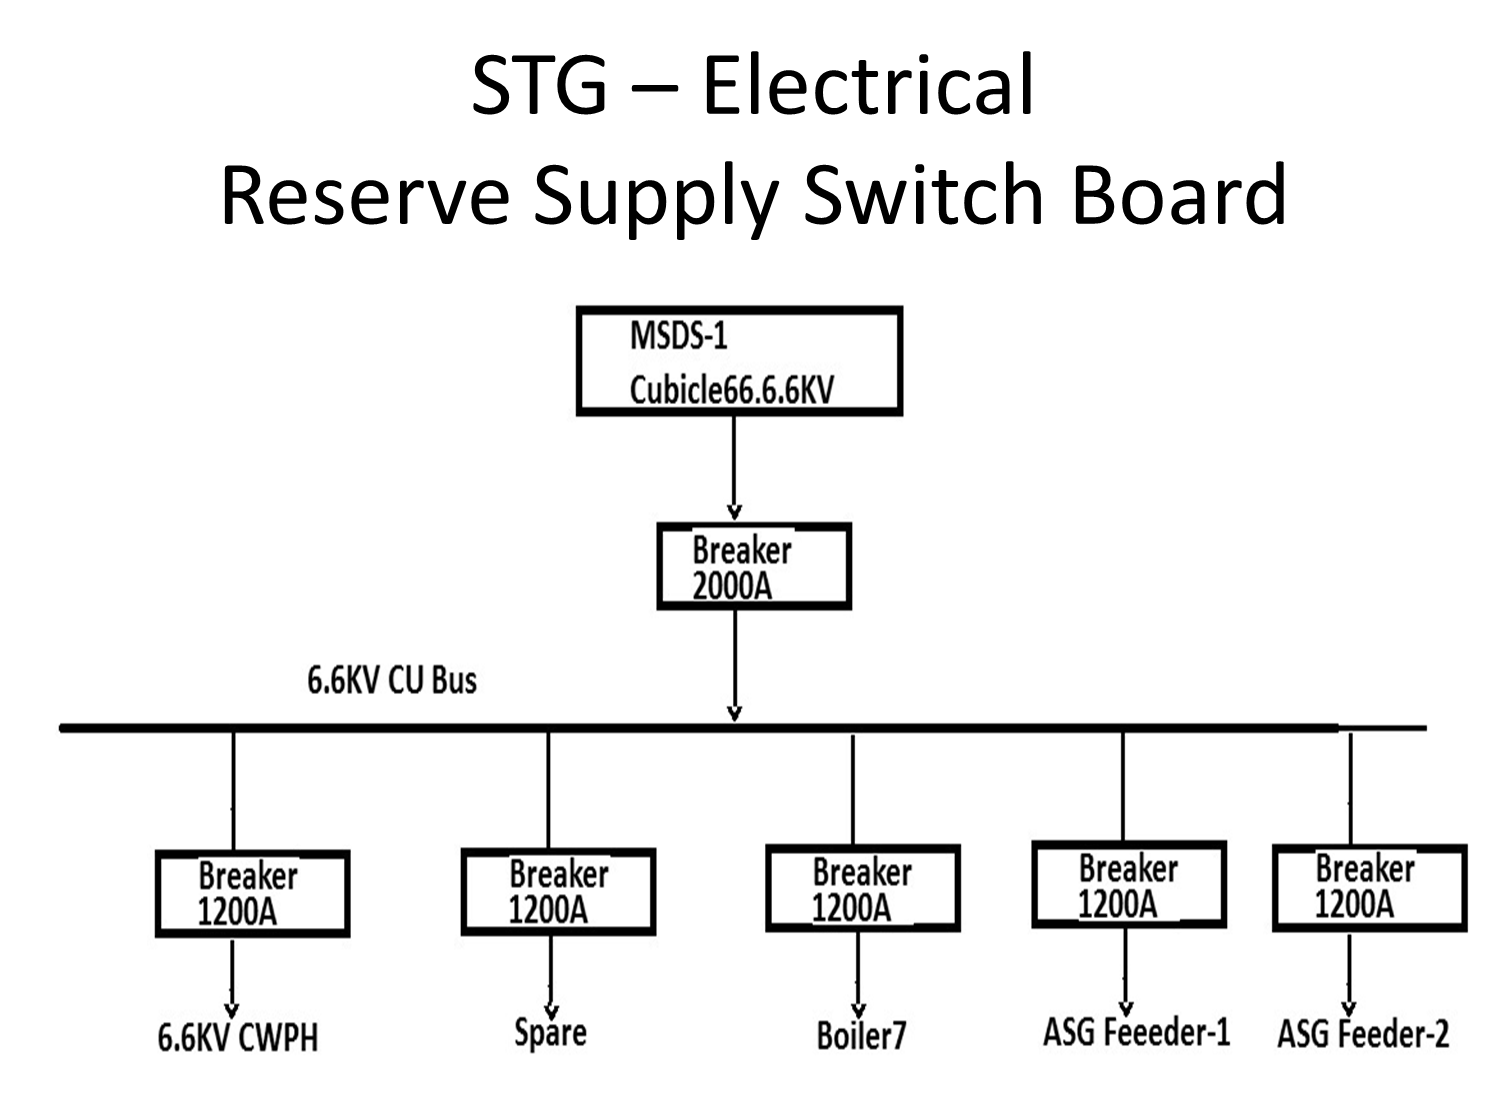 STG – Electrical
Reserve Supply Switch Board
MSDS-1
Cubicle66.6.6KV
Breaker
2000A
6.6KV CU Bus
Breaker
1200A
Breaker
1200A
Breaker
1200A
Breaker
1200A
Breaker
1200A
6.6KV CWPH
Spare
Boiler7
ASG Feeeder-1
ASG Feeder-2